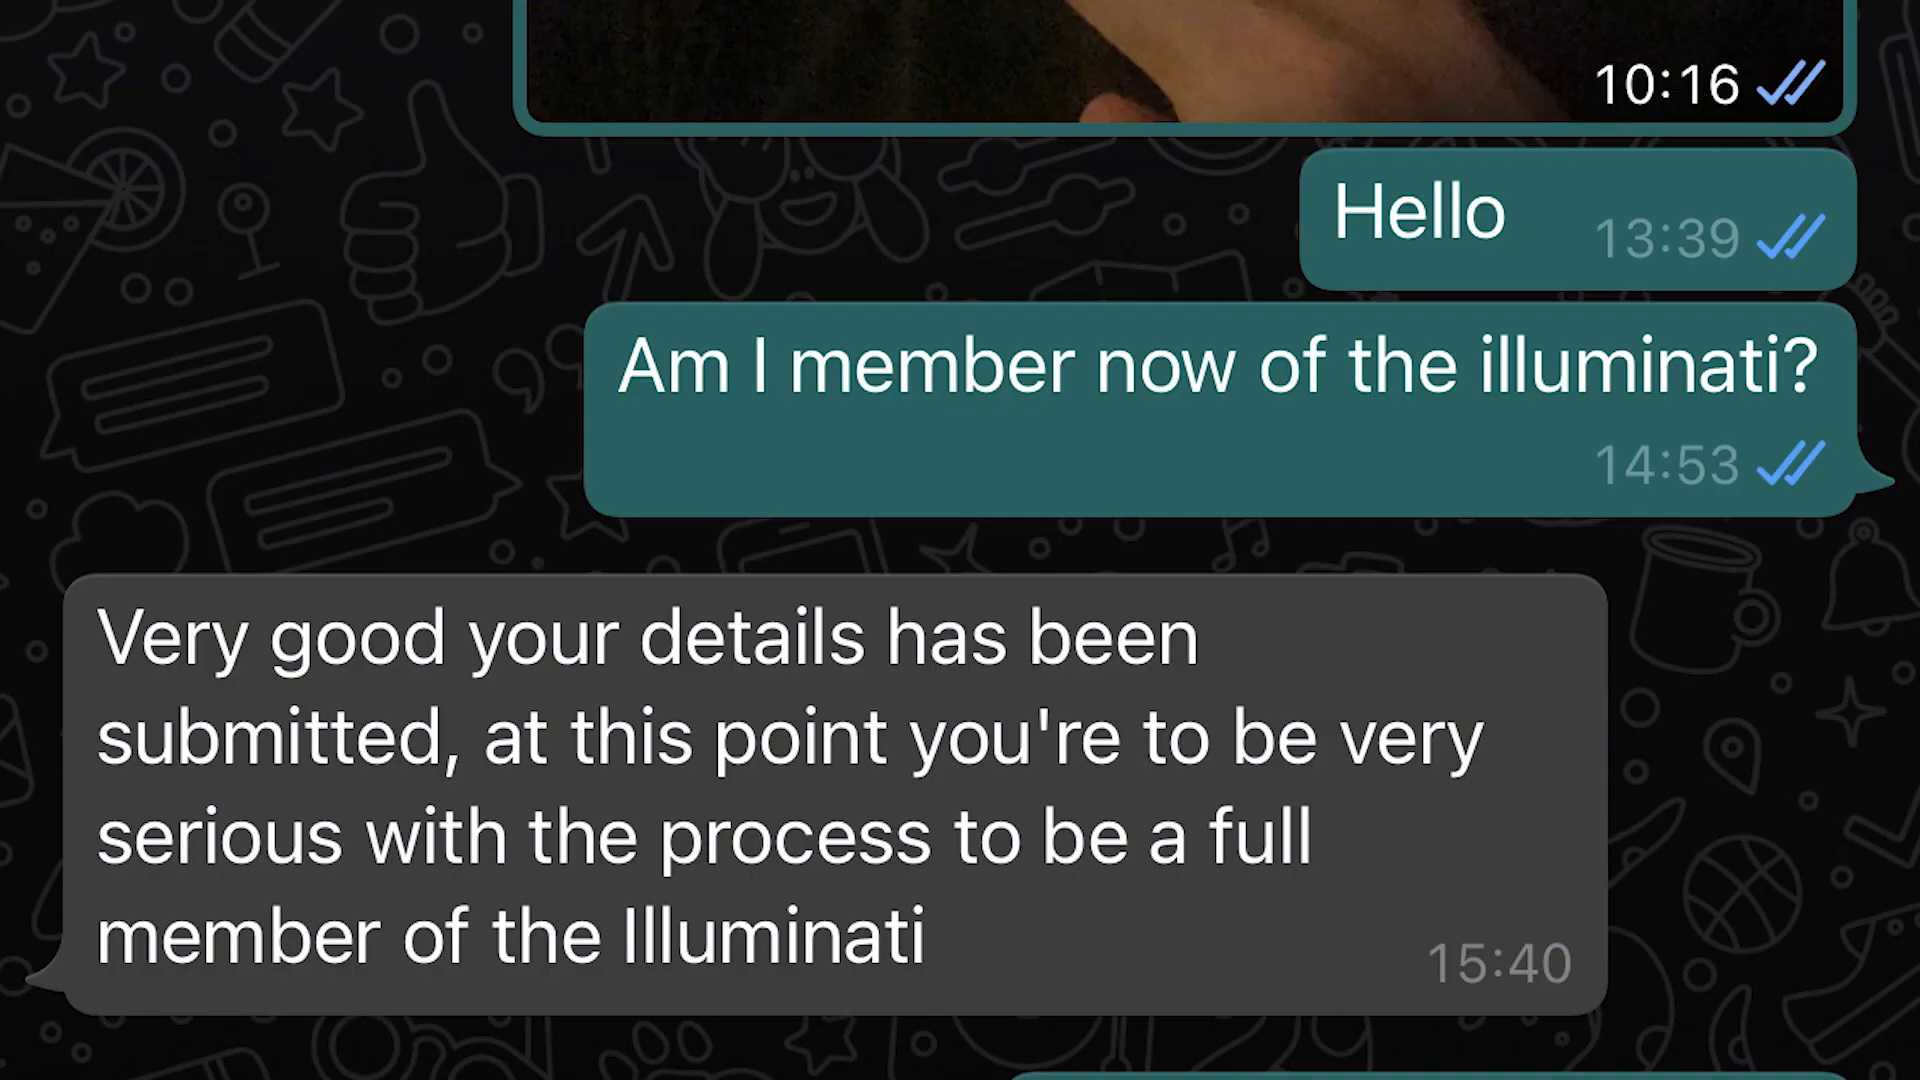 10:16
Hello
13:39
Am I member now of the illuminati?
14:53
Very good your details has been
submitted, at this point you're to be very
serious with the process to be a full
member of the Illuminati
15:40